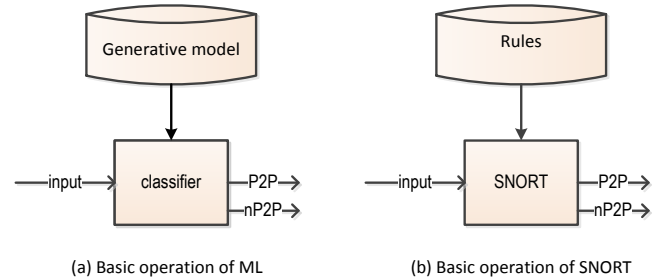 Generative model
input
classifier
P2P
nP2P
(a) Basic operation of ML
Rules
input
SNORT
P2P
nP2P
(b) Basic operation of SNORT